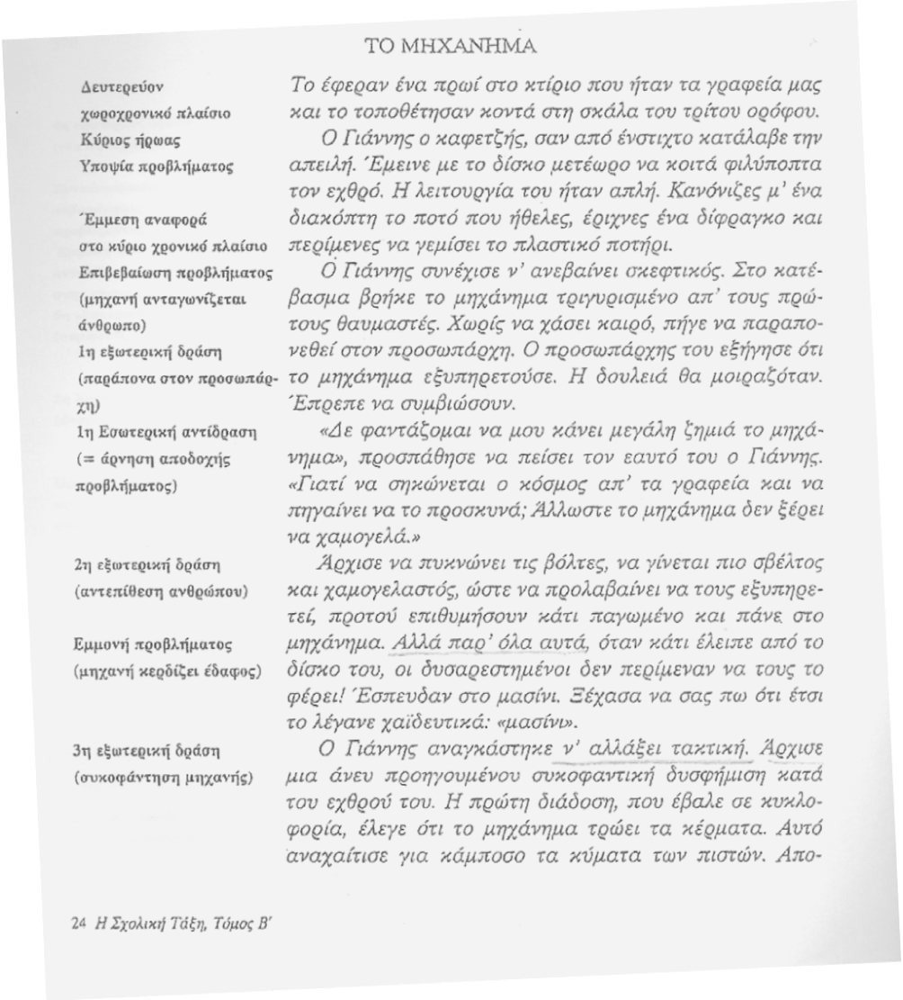 ΤΟ ΜΗΧΑΝΗΜΑ
Δευτερεύον
χωροχρονικό πλαίσιο
Κύριος ήρωας
Υποψία προβλήματος
Έμμεση αναφορά
στο κύριο χρονικό πλαίσιο
Επιβεβαίωση προβλήματος
(μηχανή ανταγωνίζεται
άνθρωπο)
1η εξωτερική δράση
(παράπονα στον προσωπάρ-
χη)
1η Εσωτερική αντίδραση
(= άρνηση αποδοχής
προβλήματος)
2η εξωτερική δράση
(αντεπίθεση ανθρώπου)
Εμμονή προβλήματος
(μηχανή κερδίζει έδαφος)
3η εξωτερική δράση
(συκοφάντηση μηχανής)
Το έφεραν ένα πρωί στο κτίριο που ήταν τα γραφεία μας
και το τοποθέτησαν κοντά στη σκάλα του τρίτου ορόφου.
Ο Γιάννης ο καφετζής, σαν από ένστιχτο κατάλαβε την
απειλή. Έμεινε με το δίσκο μετέωρο να κοιτά φιλύποπτα
τον εχθρό. Η λειτουργία του ήταν απλή. Κανόνιζες μ' ένα
διακόπτη το ποτό που ήθελες, έριχνες ένα δίφραγκο και
περίμενες να γεμίσει το πλαστικό ποτήρι.
Ο Γιάννης συνέχισε ν' ανεβαίνει σκεφτικός. Στο κατέ-
βασμα βρήκε το μηχάνημα τριγυρισμένο απ' τους πρώ-
τους θαυμαστές. Χωρίς να χάσει καιρό, πήγε να παραπο-
νεθεί στον προσωπάρχη. Ο προσωπάρχης του εξήγησε ότι
το μηχάνημα εξυπηρετούσε. Η δουλειά θα μοιραζόταν.
Έπρεπε να συμβιώσουν.
«Δε φαντάζομαι να μου κάνει μεγάλη ζημιά το μηχά-
νημα», προσπάθησε να πείσει τον εαυτό του ο Γιάννης.
«Γιατί να σηκώνεται ο κόσμος απ' τα γραφεία και να
πηγαίνει να το προσκυνά; Άλλωστε το μηχάνημα δεν ξέρει
να χαμογελά.»
Άρχισε να πυκνώνει τις βόλτες, να γίνεται πιο σβέλτος
και χαμογελαστός, ώστε να προλαβαίνει να τους εξυπηρε-
τεί, προτού επιθυμήσουν κάτι παγωμένο και πάνε στο
μηχάνημα. Αλλά παρ' όλα αυτά, όταν κάτι έλειπε από το
δίσκο του, οι δυσαρεστημένοι δεν περίμεναν να τους το
φέρει! Έσπευδαν στο μασίνι. Ξέχασα να σας πω ότι έτσι
το λέγανε χαϊδευτικά: «μασίνι».
Ο Γιάννης αναγκάστηκε ν' αλλάξει τακτική. Άρχισε
μια άνευ προηγουμένου συκοφαντική δυσφήμιση κατά
του εχθρού του. Η πρώτη διάδοση, που έβαλε σε κυκλο-
φορία, έλεγε ότι το μηχάνημα τρώει τα κέρματα. Αυτό
αναχαίτισε για κάμποσο τα κύματα των πιστών. Απο-
24 Η Σχολική Τάξη, Τόμος Β'